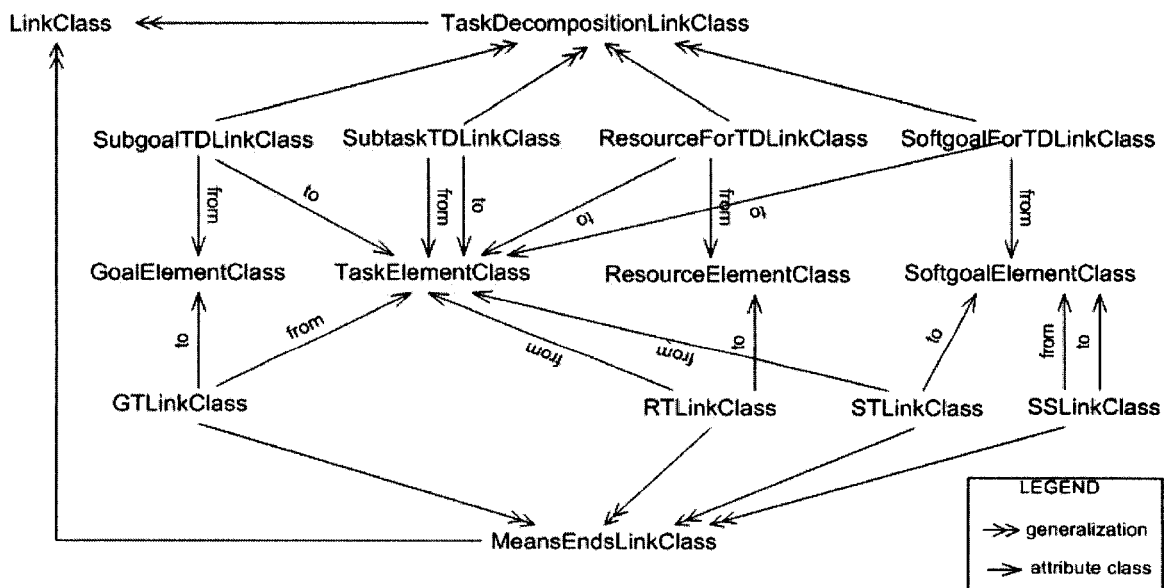 LinkClass
TaskDecompositionLinkClass
SubgoalTDLinkClass
SubtaskTDLinkClass
ResourceForTDLinkClass
SoftgoalForTDLinkClass
from
to
from
to
to
from
to
from
GoalElementClass
TaskElementClass
ResourceElementClass
SoftgoalElementClass
to
from
from
from
to
to
from
to
GTLinkClass
RTLinkClass
STLinkClass
SSLinkClass
MeansEndsLinkClass
LEGEND
generalization
attribute class